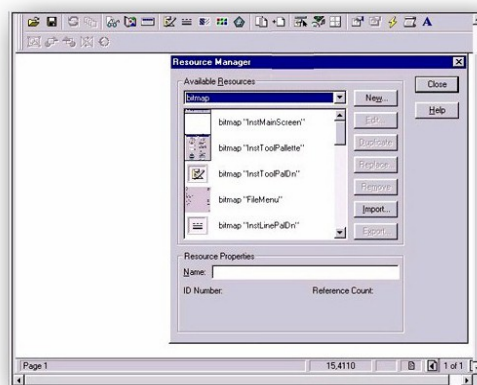 A
Resource Manager
Available Resources
bitmap
New...
Close
Help
bitmap "InstMainScreen"
Edit...
Duplicate
bitmap "InstToolPallette"
Replace...
bitmap "InstToolPalDn"
Remove
bitmap "FileMenu"
Import...
bitmap "InstLinePalDn"
Export...
Resource Properties
Name:
ID Number:
Reference Count:
Page 1
15,4110
1 of 1